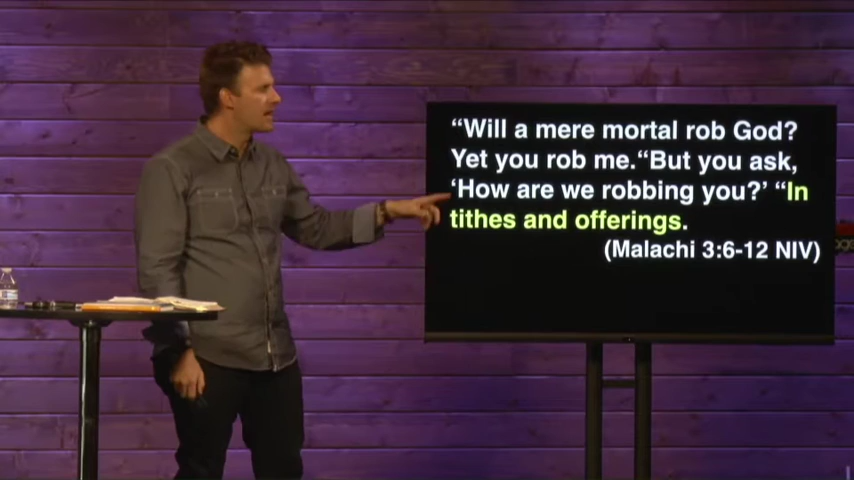 “Will a mere mortal rob God?
Yet you rob me.“But you ask,
‘How are we robbing you?’ “In
tithes and offerings.
(Malachi 3:6-12 NIV)